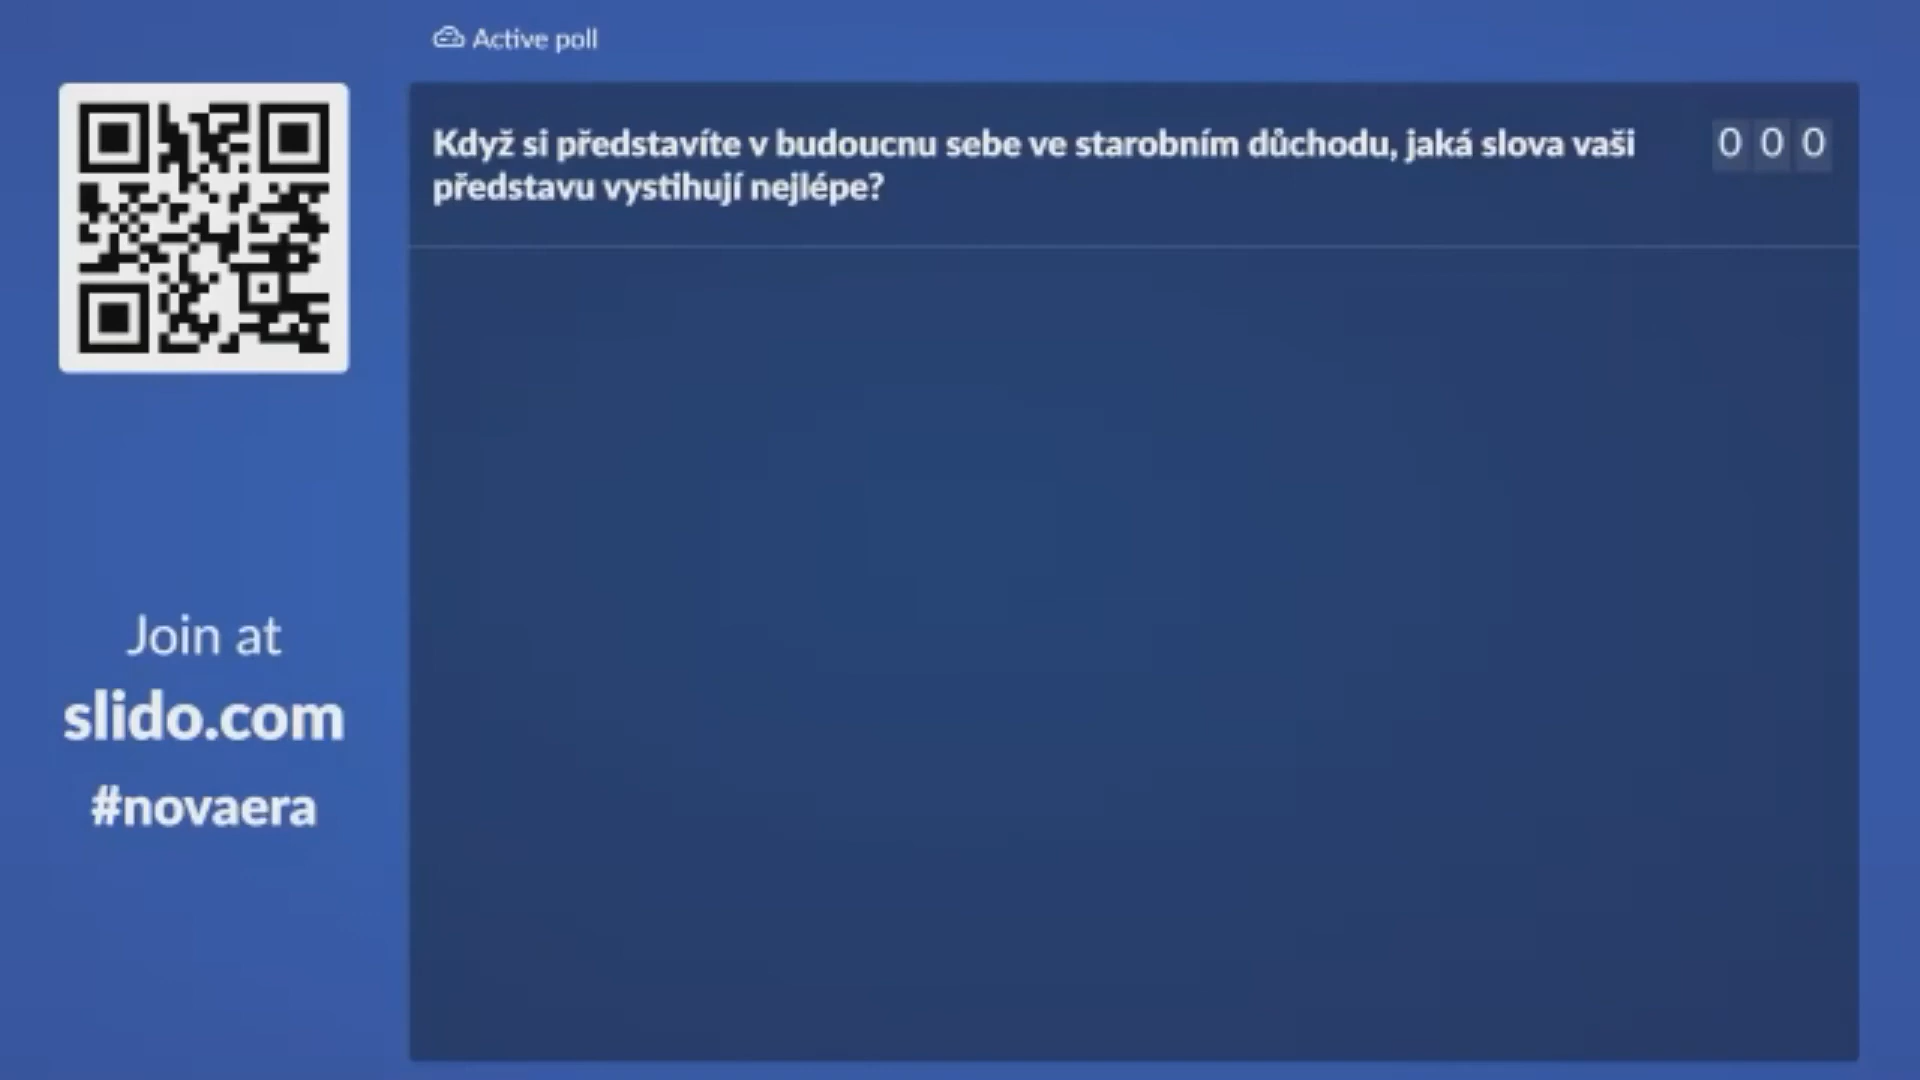 Active poll
Když si představíte v budoucnu sebe ve starobním důchodu, jaká slova vaši
představu vystihují nejlépe?
0 0 0
Join at
slido.com
#novaera